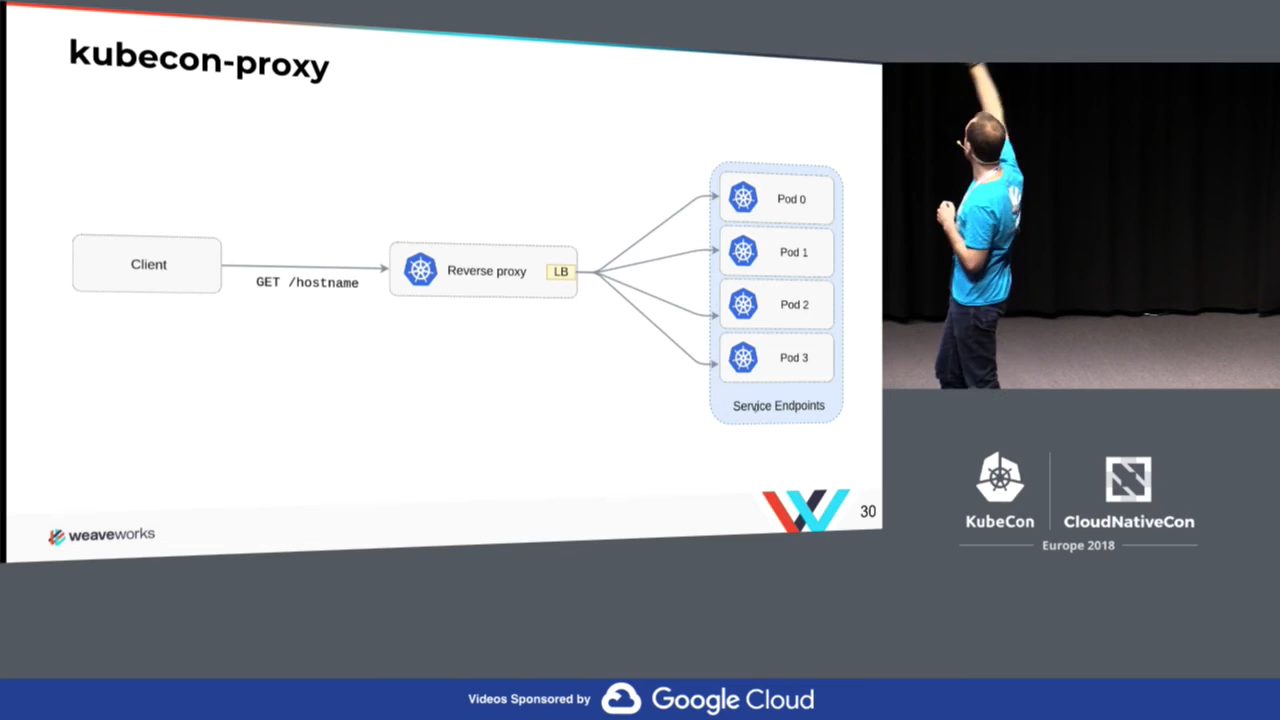 kubecon-proxy
Client
GET /hostname
Reverse proxy
LB
Pod 0
Pod 1
Pod 2
Pod 3
Service Endpoints
weaveworks
30
KubeCon
CloudNativeCon
Europe 2018
Videos Sponsored by Google Cloud